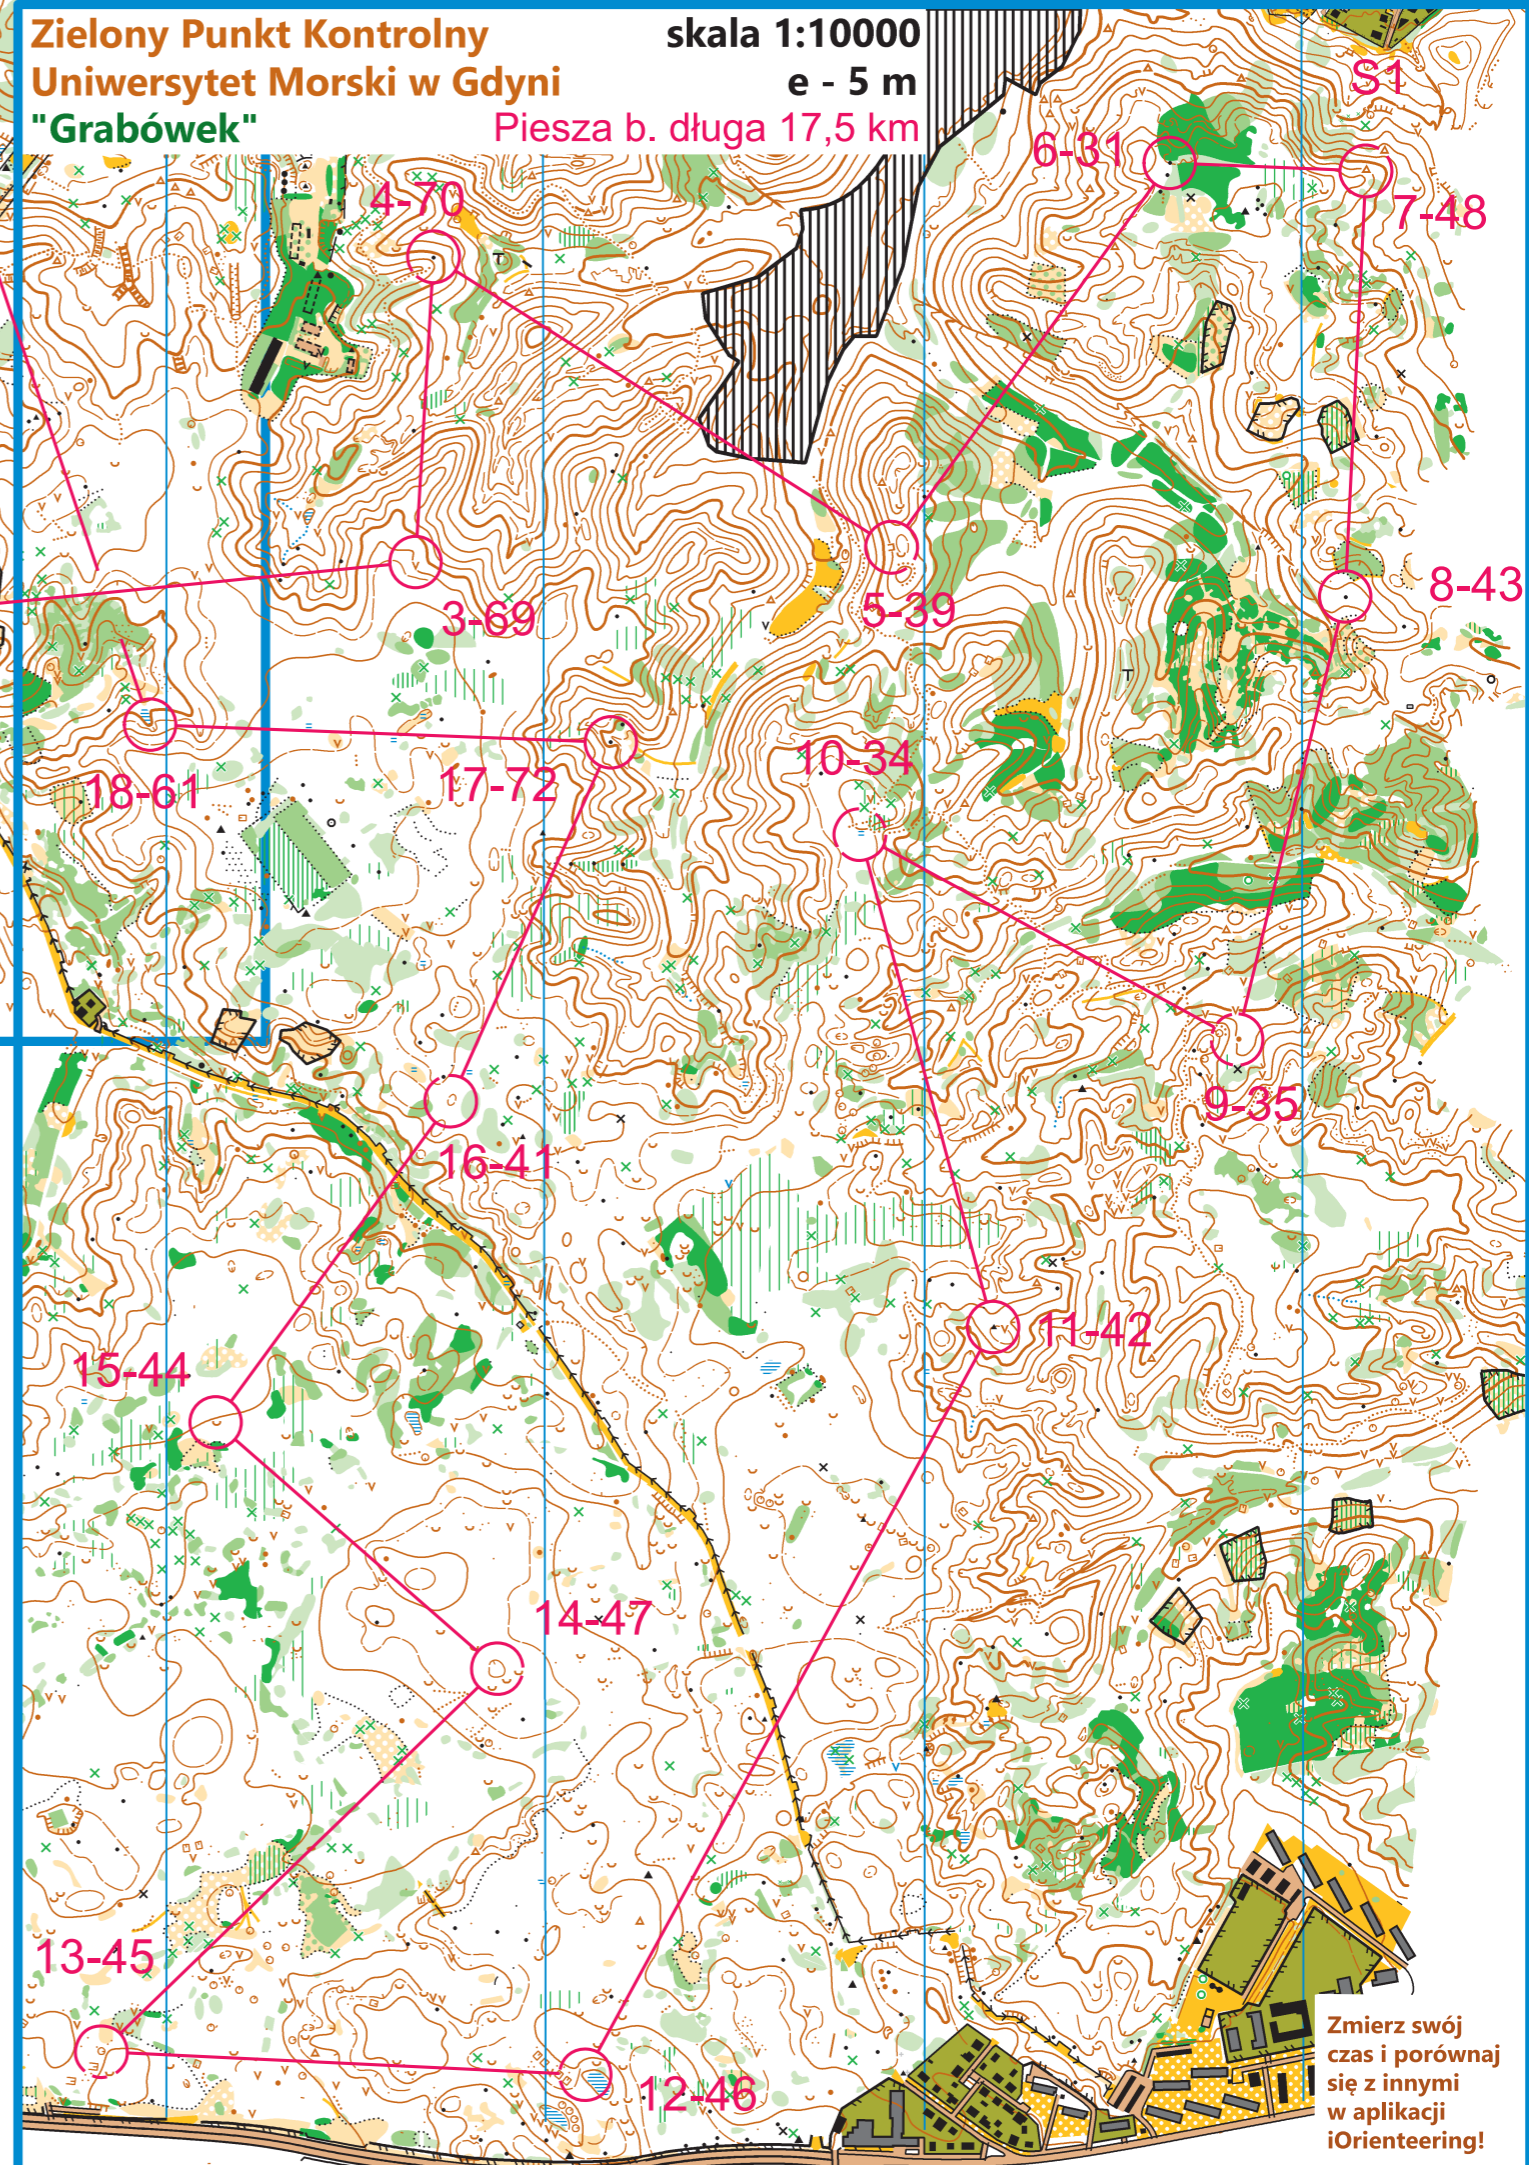 Zielony Punkt Kontrolny
Uniwersytet Morski w Gdyni
"Grabówek"
skala 1:10000
e - 5 m
Piesza b. długa 17,5 km
S1
6-31
7-48
4-70
8-43
3-69
5-39
10-34
17-72
18-61
9-35
16-41
11-42
15-44
14-47
13-45
12-46
Zmierz swój
czas i porównaj
się z innymi
w aplikacji
iOrienteering!